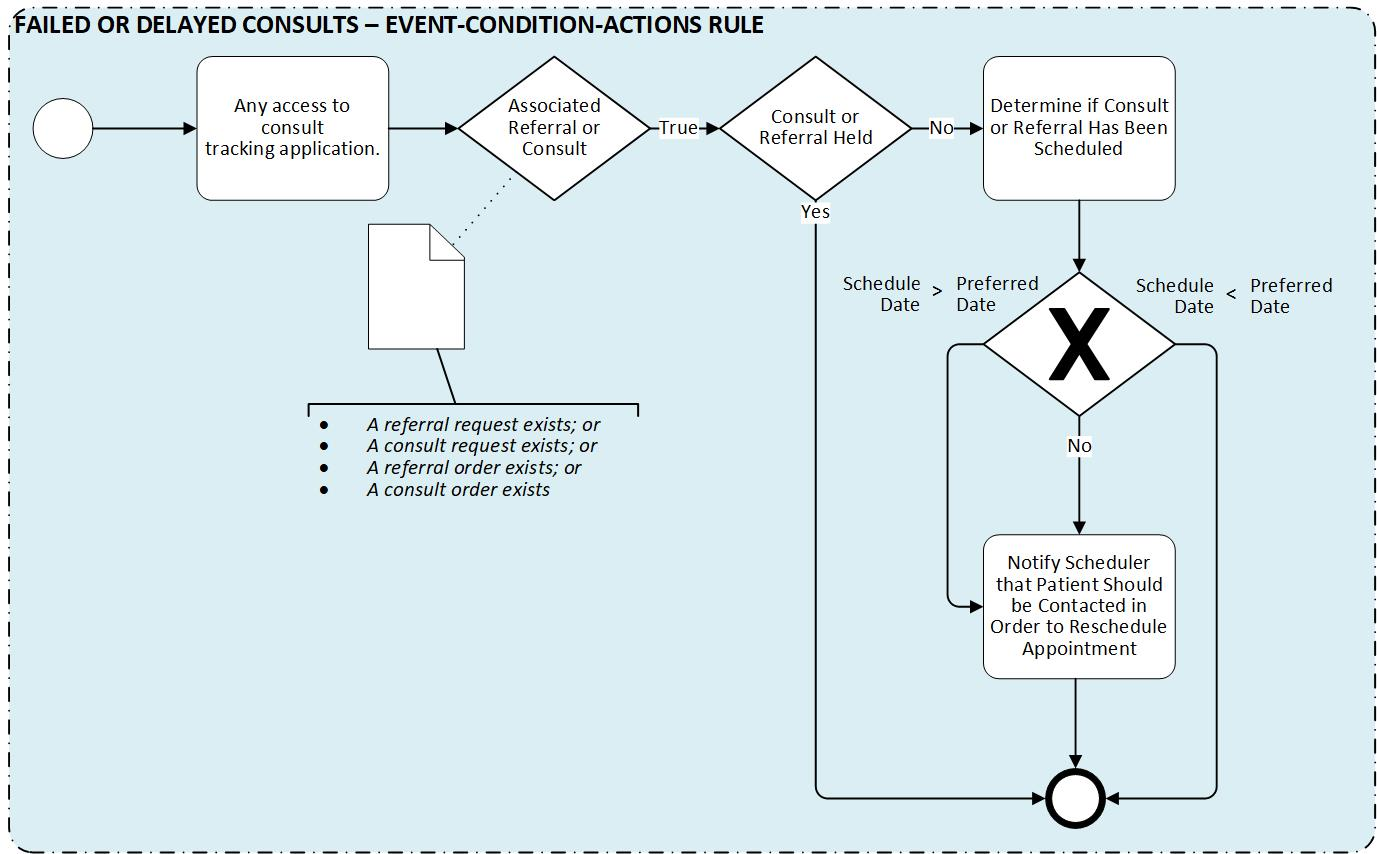 FAILED OR DELAYED CONSULTS – EVENT-CONDITION-ACTIONS RULE
Any access to
consult
tracking application.
Associated
Referral or
Consult
True
Consult or
Referral Held
No
Determine if Consult
or Referral Has Been
Scheduled
Yes
Schedule > Preferred
Date Date
Schedule < Preferred
Date Date
X
No
• A referral request exists; or
• A consult request exists; or
• A referral order exists; or
• A consult order exists
Notify Scheduler
that Patient Should
be Contacted in
Order to Reschedule
Appointment